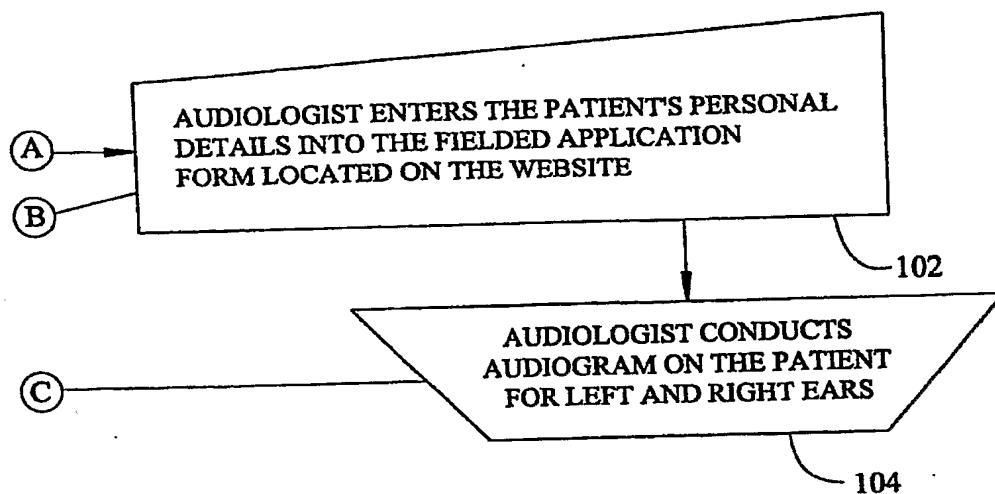 AUDIOLOGIST ENTERS THE PATIENT'S PERSONAL
DETAILS INTO THE FIELDED APPLICATION
FORM LOCATED ON THE WEBSITE
A
B
102
AUDIOLOGIST CONDUCTS
AUDIOGRAM ON THE PATIENT
FOR LEFT AND RIGHT EARS
C
104